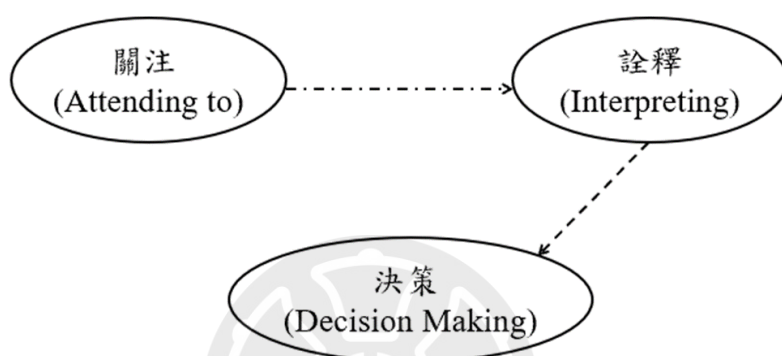 關注
(Attending to)
詮釋
(Interpreting)
決策
(Decision Making)